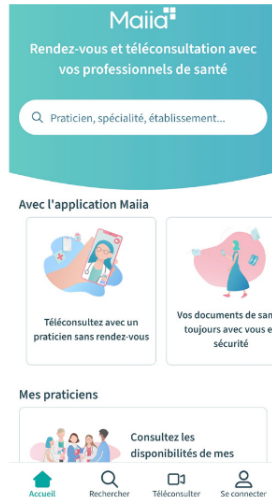 Maiia
Rendez-vous et téléconsultation avec
vos professionnels de santé
Praticien, spécialité, établissement...
Avec l'application Maiia
Téléconsultez avec un
praticien sans rendez-vous
Vos documents de san
toujours avec vous e
sécurité
Mes praticiens
Consultez les
disponibilités de mes
Accueil
Rechercher
Téléconsulter
Se connecter